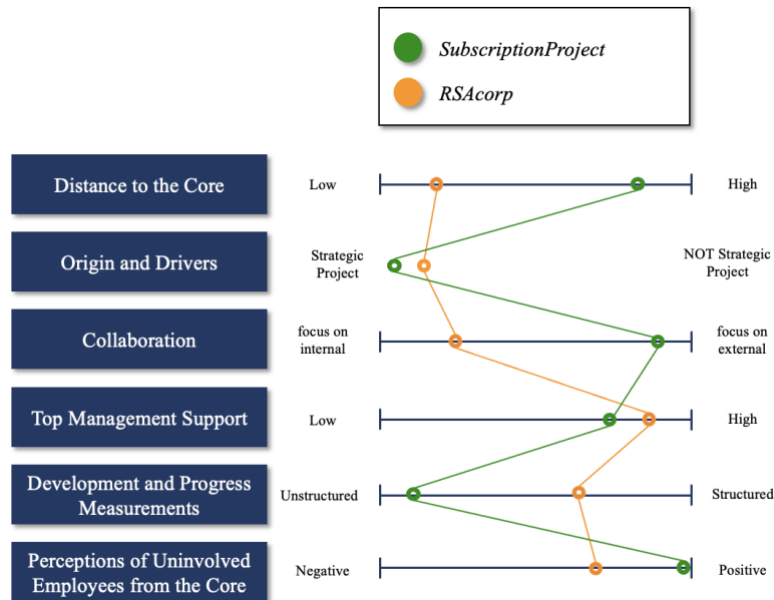 SubscriptionProject
RSAcorp
Distance to the Core
Low
High
Origin and Drivers
Strategic
Project
NOT Strategic
Project
Collaboration
focus on
internal
focus on
external
Top Management Support
Low
High
Development and Progress
Measurements
Unstructured
Structured
Perceptions of Uninvolved
Employees from the Core
Negative
Positive